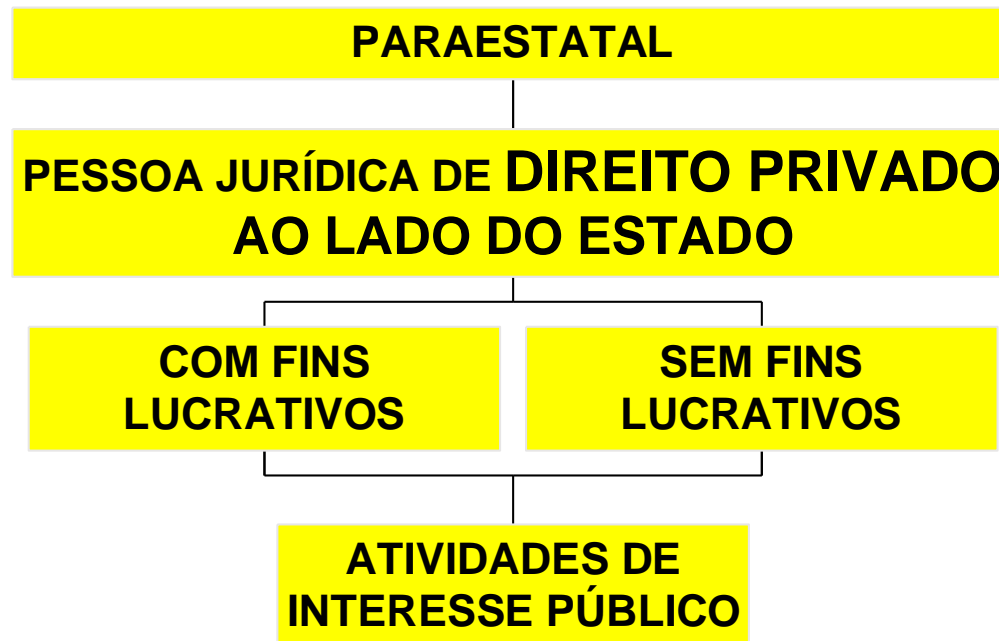 PARAESTATAL
PESSOA JURÍDICA DE DIREITO PRIVADO
AO LADO DO ESTADO
COM FINS
LUCRATIVOS
SEM FINS
LUCRATIVOS
ATIVIDADES DE
INTERESSE PÚBLICO